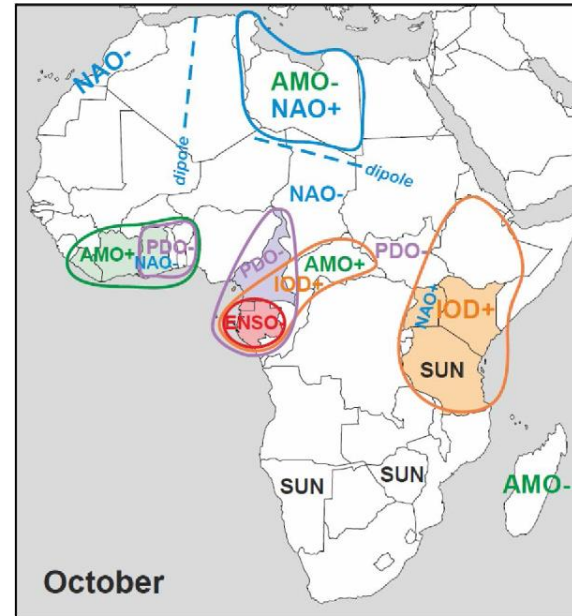 NAO-
AMO-
NAO+
dipole
dipole
NAO-
AMO+
PDO-
NAO-
PDO-
AMO+
PDO-
IOD+
ENSO-
NAO+
IOD+
SUN
SUN
SUN
AMO-
October